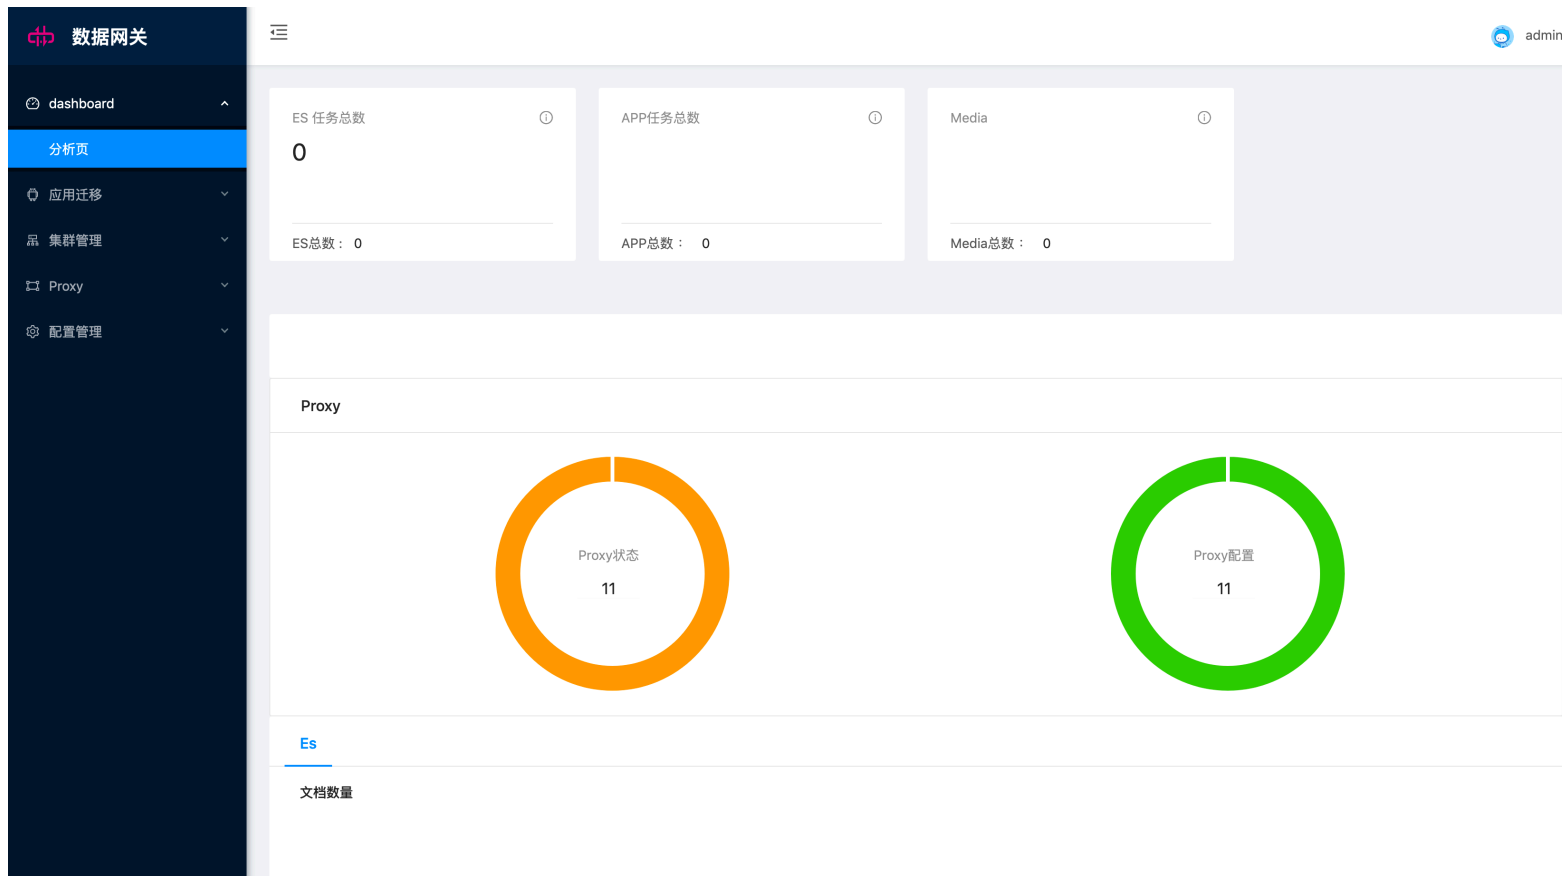 数据网关
admin
dashboard
分析页
应用迁移
集群管理
Proxy
配置管理
ES 任务总数
0
ES总数： 0
APP任务总数
APP总数： 0
Media
Media总数： 0
Proxy
Proxy状态
11
Proxy配置
11
Es
文档数量